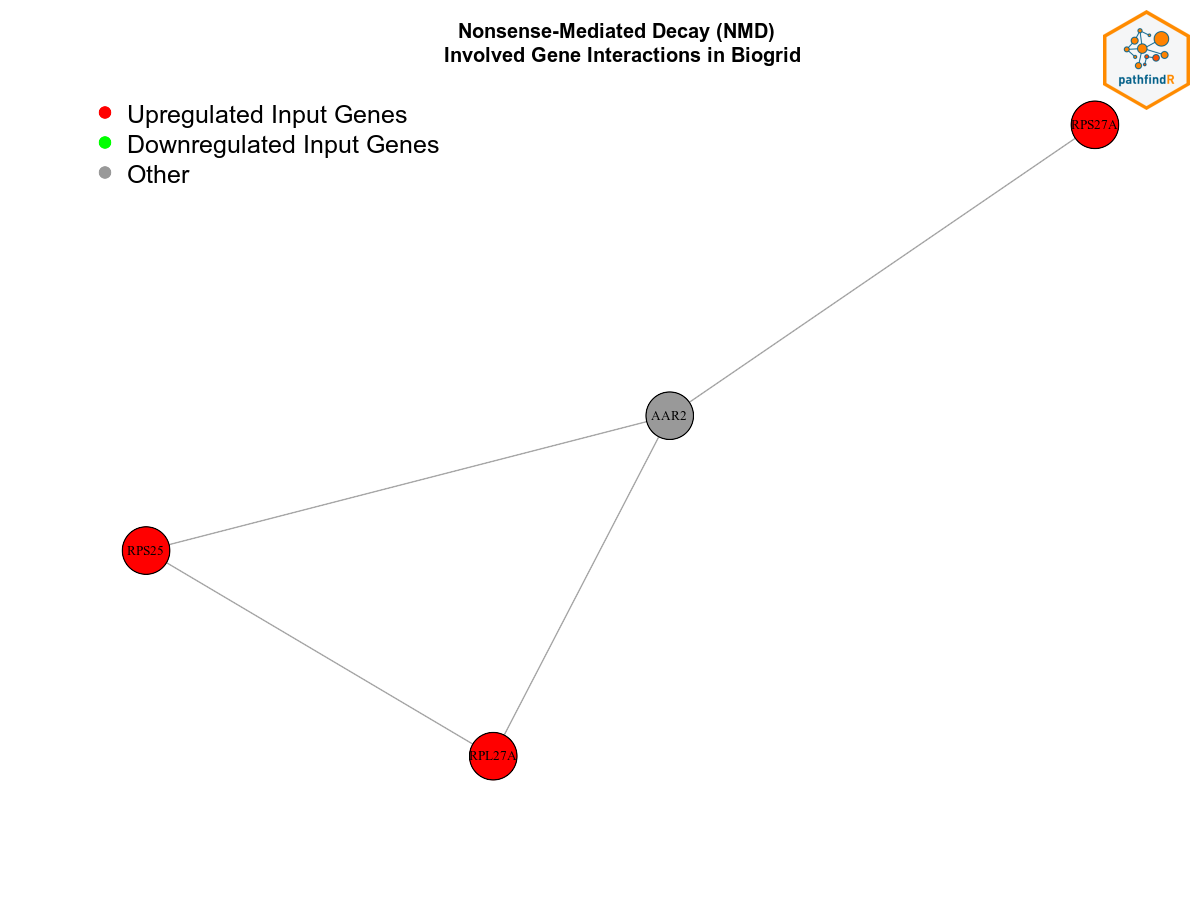 Nonsense-Mediated Decay (NMD)
Involved Gene Interactions in Biogrid
pathfindR
Upregulated Input Genes
Downregulated Input Genes
Other
RPS27A
AAR2
RPS25
RPL27A